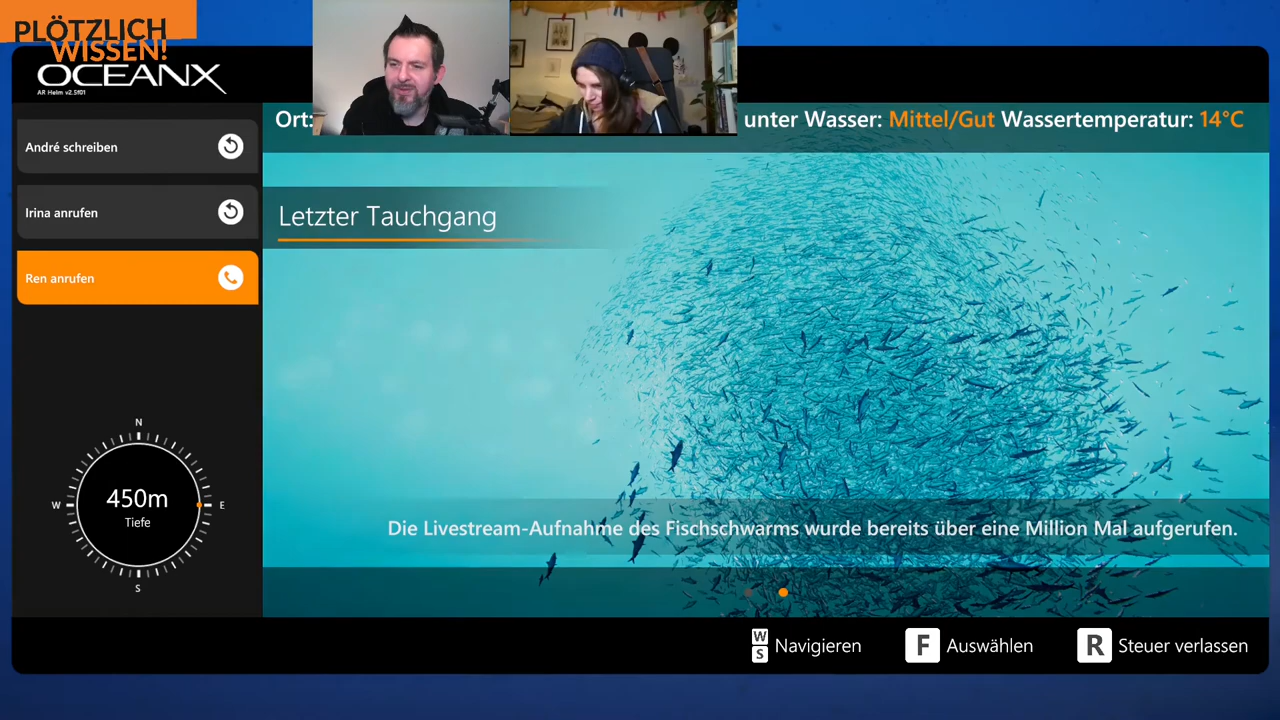 PLÖTZLICH
WISSEN!
OCEANX
AR Helm v2.5f01
Ort:
unter Wasser: Mittel/Gut Wassertemperatur: 14°C
André schreiben
Irina anrufen
Ren anrufen
Letzter Tauchgang
N
W
E
S
450m
Tiefe
Die Livestream-Aufnahme des Fischschwarms wurde bereits über eine Million Mal aufgerufen.
W
S
Navigieren
F Auswählen
R Steuer verlassen